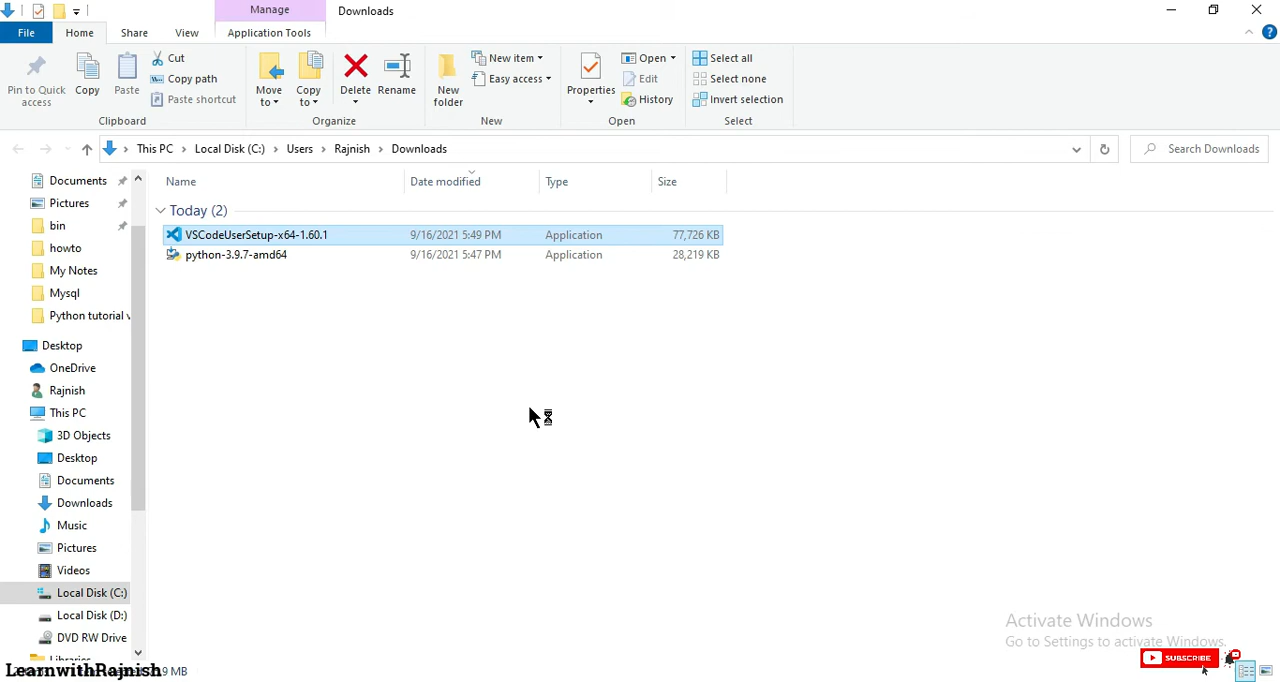 Manage
Downloads
File
Home
Share
View
Application Tools
Pin to Quick access
Copy
Paste
Cut
Copy path
Paste shortcut
Clipboard
Move to
Copy to
Delete
Rename
Organize
New folder
New item
Easy access
New
Properties
Open
Edit
History
Open
Select all
Select none
Invert selection
Select
This PC > Local Disk (C:) > Users > Rajnish > Downloads
Search Downloads
Name
Date modified
Type
Size
Today (2)
VSCodeUserSetup-x64-1.60.1 9/16/2021 5:49 PM Application 77,726 KB
python-3.9.7-amd64 9/16/2021 5:47 PM Application 28,219 KB
Documents
Pictures
bin
howto
My Notes
Mysql
Python tutorial
Desktop
OneDrive
Rajnish
This PC
3D Objects
Desktop
Documents
Downloads
Music
Pictures
Videos
Local Disk (C:)
Local Disk (D:)
DVD RW Drive
Libraries
LearnwithRajnish
MB
Activate Windows
Go to Settings to activate Windows.
SUBSCRIBE